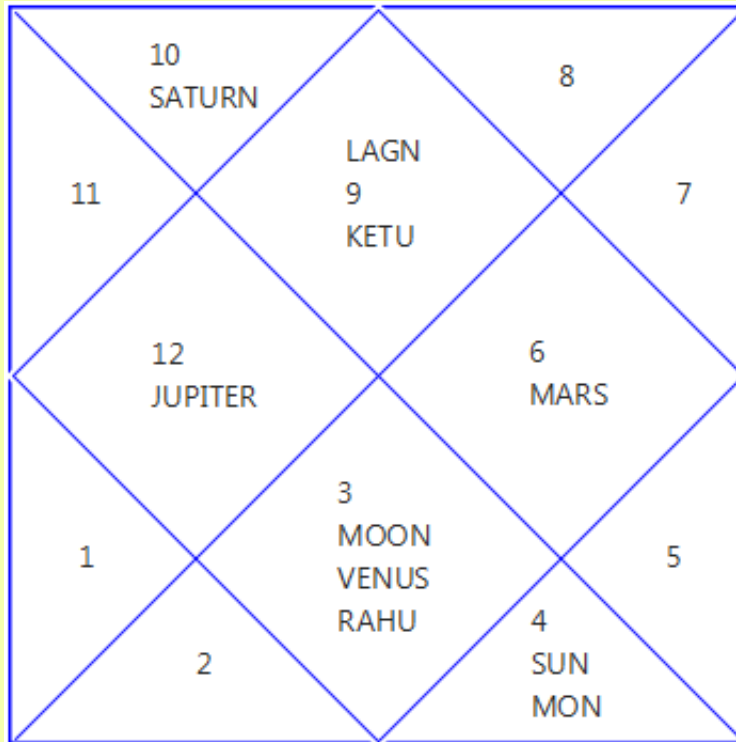 10
SATURN
8
LAGN
9
KETU
11
7
12
JUPITER
6
MARS
3
MOON
VENUS
RAHU
1
5
4
SUN
MON
2